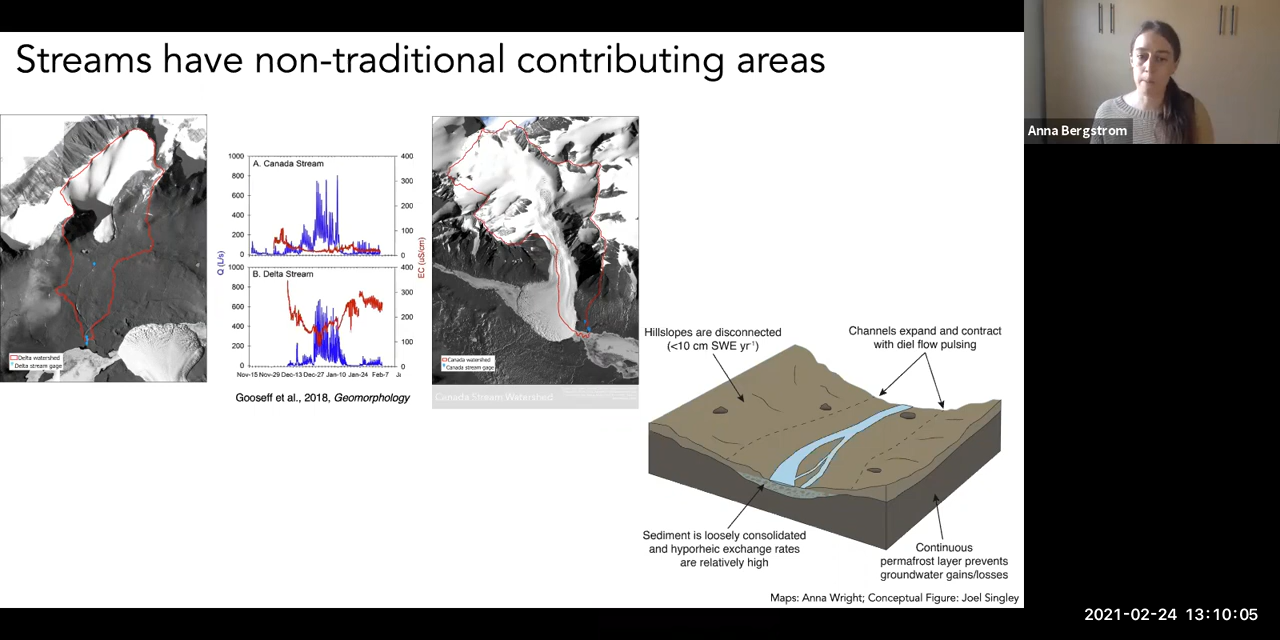 Streams have non-traditional contributing areas
Anna Bergstrom
Delta watershed
Delta stream gage
A. Canada Stream
1000
800
600
400
200
0
400
300
200
100
0
B. Delta Stream
1000
800
600
400
200
0
400
300
200
100
0
Q (L/s)
EC (uS/cm)
Nov-15 Nov-29 Dec-13 Dec-27 Jan-10 Jan-24 Feb-7
Gooseff et al., 2018, Geomorphology
Canada watershed
Canada stream gage
Canada Stream Watershed
Hillslopes are disconnected
(<10 cm SWE yr⁻¹)
Channels expand and contract
with diel flow pulsing
Sediment is loosely consolidated
and hyporheic exchange rates
are relatively high
Continuous
permafrost layer prevents
groundwater gains/losses
Maps: Anna Wright; Conceptual Figure: Joel Singley
2021-02-24 13:10:05